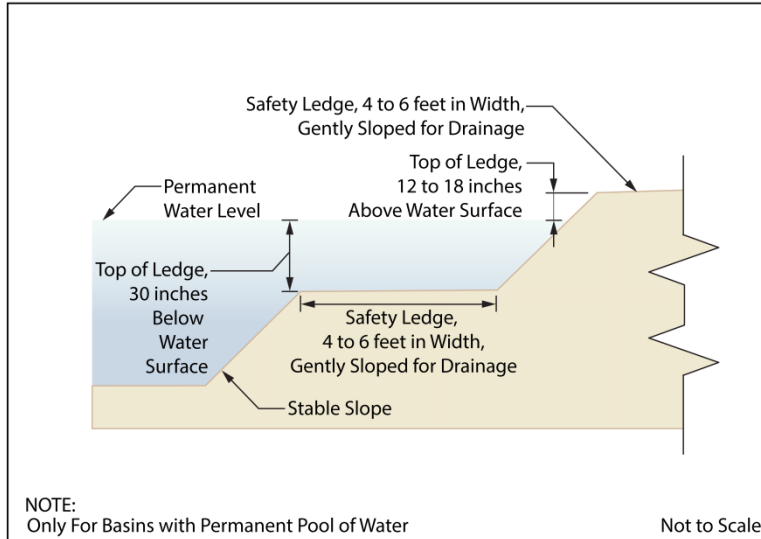 Safety Ledge, 4 to 6 feet in Width,
Gently Sloped for Drainage
Top of Ledge,
12 to 18 inches
Above Water Surface
Permanent
Water Level
Top of Ledge,
30 inches
Below
Water
Surface
Safety Ledge,
4 to 6 feet in Width,
Gently Sloped for Drainage
Stable Slope
NOTE:
Only For Basins with Permanent Pool of Water
Not to Scale